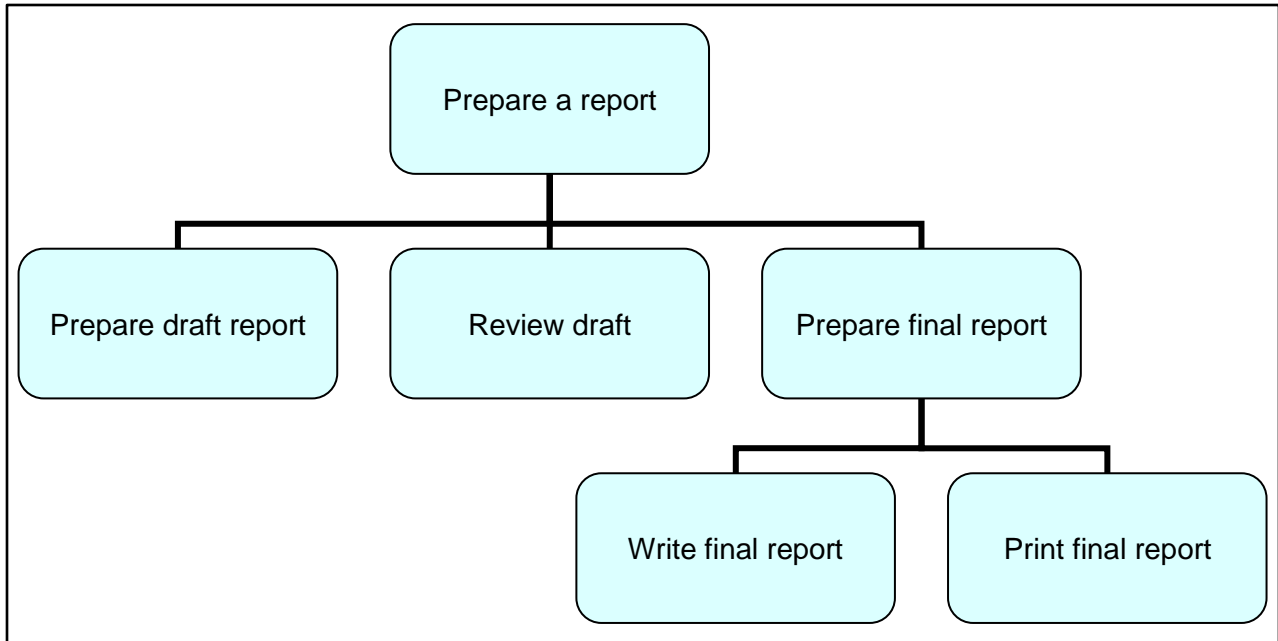 Prepare a report
Prepare draft report
Review draft
Prepare final report
Write final report
Print final report